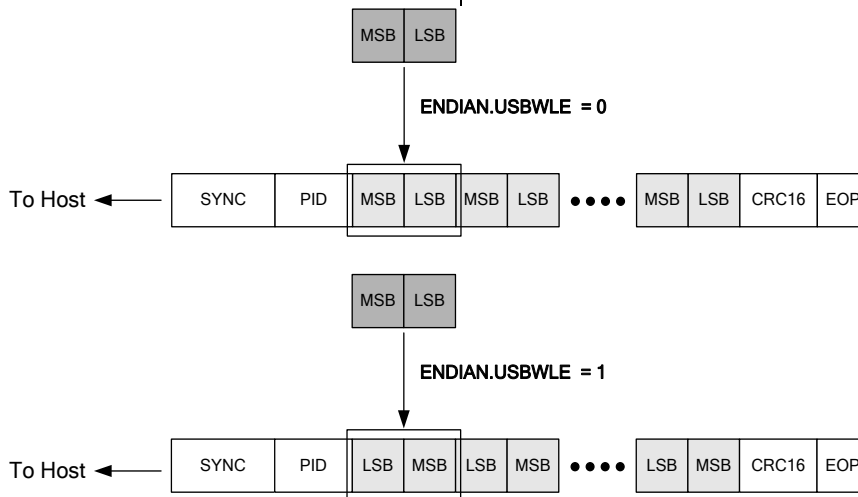 MSB LSB
ENDIAN.USBWLE = 0
To Host SYNC PID MSB LSB MSB LSB MSB LSB CRC16 EOP
MSB LSB
ENDIAN.USBWLE = 1
To Host SYNC PID LSB MSB LSB MSB LSB MSB CRC16 EOP